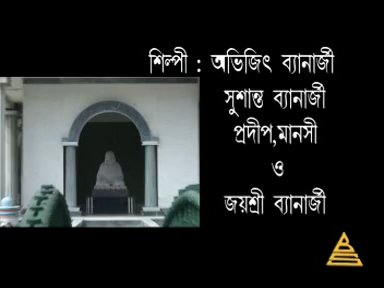 শিল্পী : অভিজিৎ ব্যানার্জী
সুশান্ত ব্যানার্জী
প্রদীপ,মানসী
ও
জয়শ্রী ব্যানার্জী